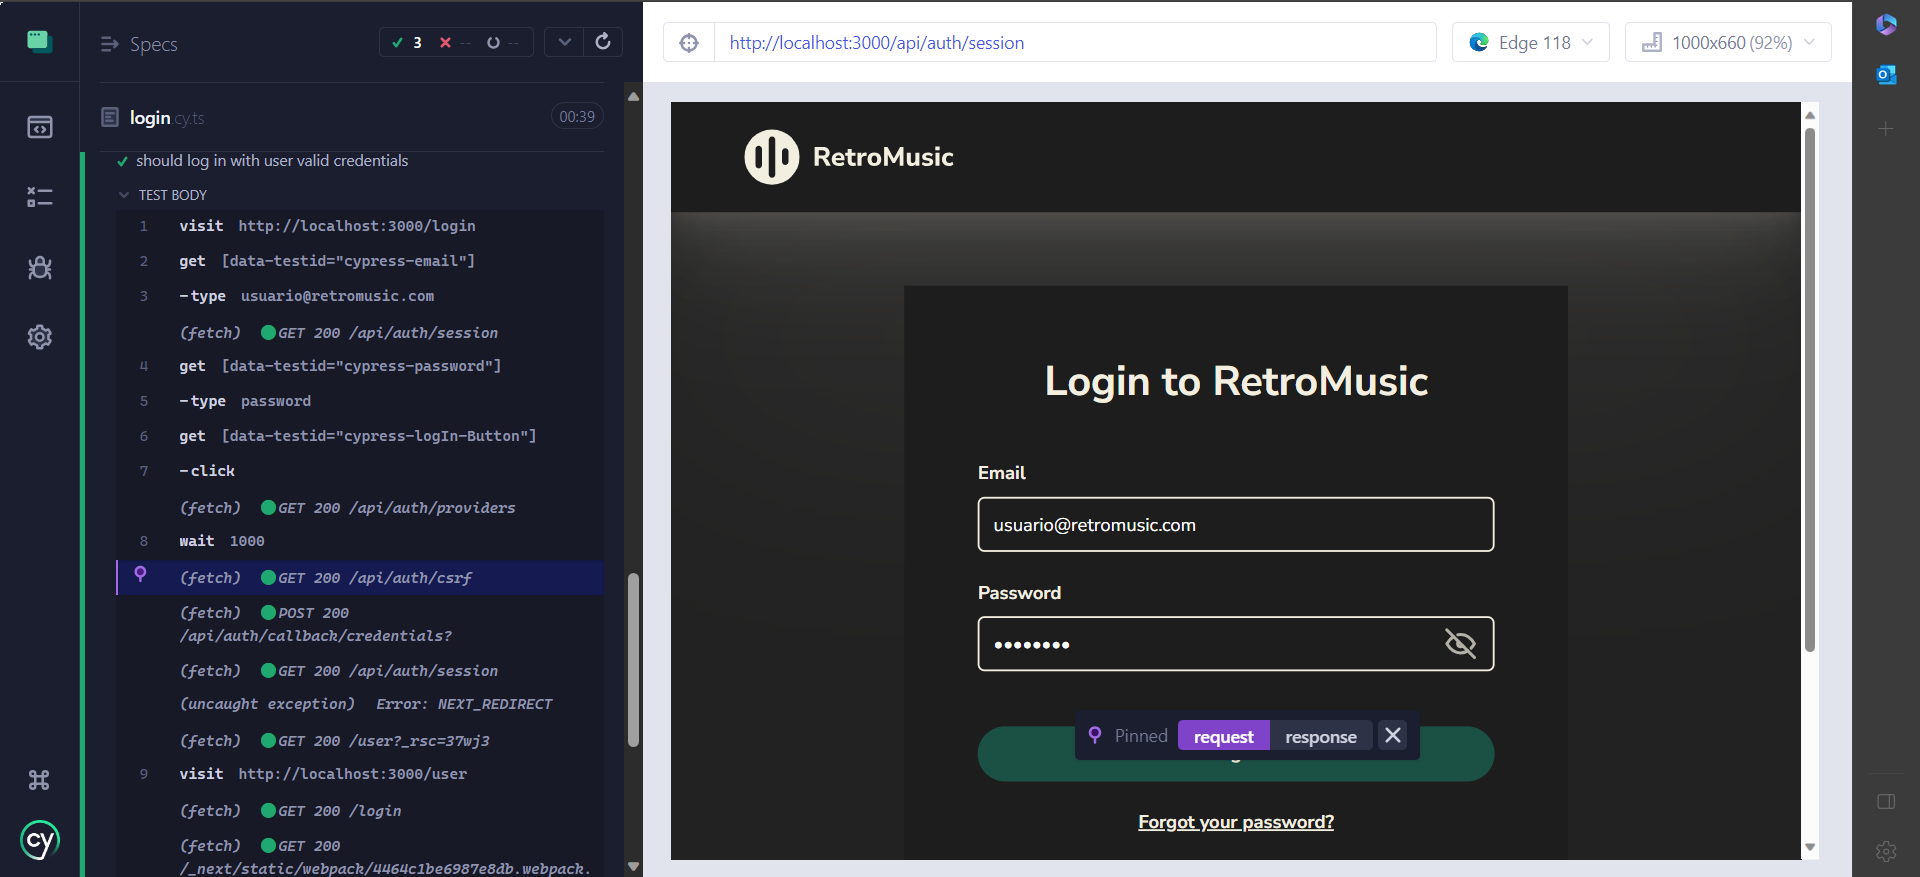 Specs
3
--
--
login.cy.ts
00:39
should log in with user valid credentials
TEST BODY
1 visit http://localhost:3000/login
2 get [data-testid="cypress-email"]
3 -type usuario@retromusic.com
(fetch) GET 200 /api/auth/session
4 get [data-testid="cypress-password"]
5 -type password
6 get [data-testid="cypress-logIn-Button"]
7 -click
(fetch) GET 200 /api/auth/providers
8 wait 1000
(fetch) GET 200 /api/auth/csrf
(fetch) POST 200
/api/auth/callback/credentials?
(fetch) GET 200 /api/auth/session
(uncaught exception) Error: NEXT_REDIRECT
(fetch) GET 200 /user?_rsc=37wj3
9 visit http://localhost:3000/user
(fetch) GET 200 /login
(fetch) GET 200
/_next/static/webpack/4464c1be6987e8db.webpack.
cy
http://localhost:3000/api/auth/session
Edge 118
1000x660 (92%)
RetroMusic
Login to RetroMusic
Email
usuario@retromusic.com
Password
Pinned request response
Forgot your password?